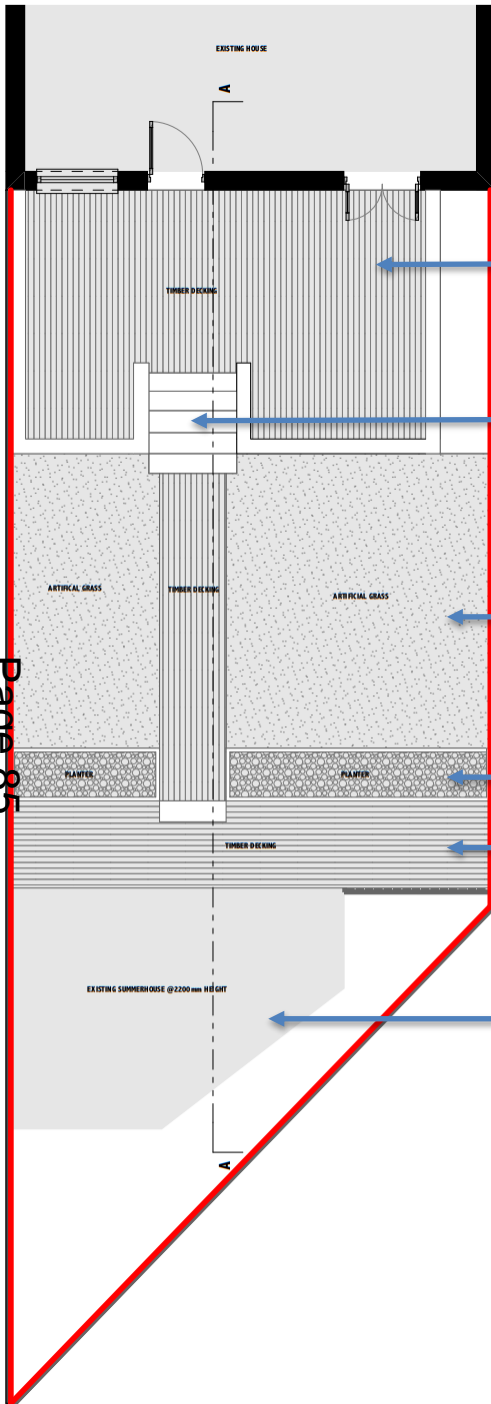 EXISTING HOUSE
A
TIMBER DECKING
ARTIFICAL GRASS
TIMBER DECKING
ARTIFICIAL GRASS
Page 85
PLANTER
PLANTER
TIMBER DECKING
EXISTING SUMMERHOUSE @2200mm HEIGHT
A